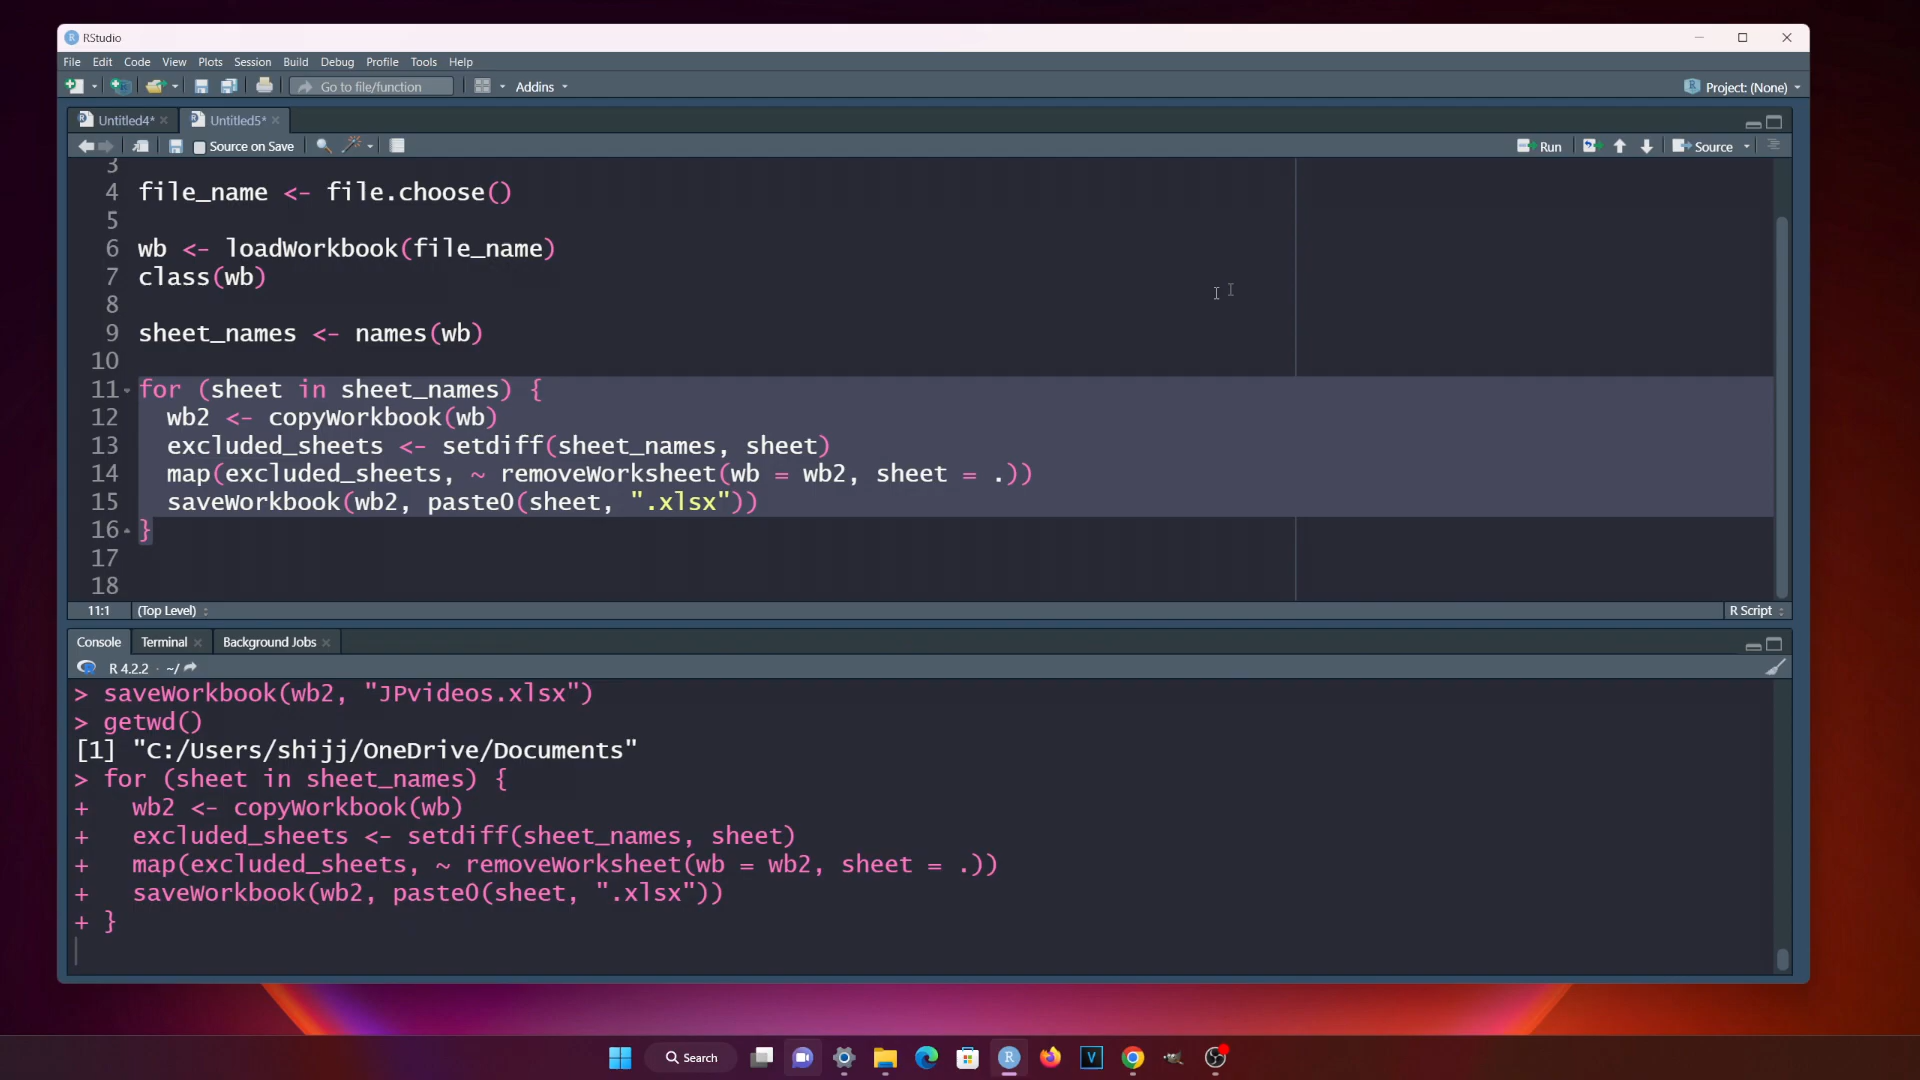 RStudio
File Edit Code View Plots Session Build Debug Profile Tools Help
Go to file/function Addins Project: (None)
Untitled4* Untitled5*
Source on Save Run Source
3
4 file_name <- file.choose()
5
6 wb <- loadWorkbook(file_name)
7 class(wb)
8
9 sheet_names <- names(wb)
10
11 for (sheet in sheet_names) {
12 wb2 <- copyWorkbook(wb)
13 excluded_sheets <- setdiff(sheet_names, sheet)
14 map(excluded_sheets, ~ removeWorksheet(wb = wb2, sheet = .))
15 saveWorkbook(wb2, paste0(sheet, ".xlsx"))
16 }
17
18
11:1 (Top Level) R Script
Console Terminal Background Jobs
R 4.2.2 · ~/
> saveWorkbook(wb2, "JPvideos.xlsx")
> getwd()
[1] "C:/Users/shijj/OneDrive/Documents"
> for (sheet in sheet_names) {
+ wb2 <- copyWorkbook(wb)
+ excluded_sheets <- setdiff(sheet_names, sheet)
+ map(excluded_sheets, ~ removeWorksheet(wb = wb2, sheet = .))
+ saveWorkbook(wb2, paste0(sheet, ".xlsx"))
+ }
Search